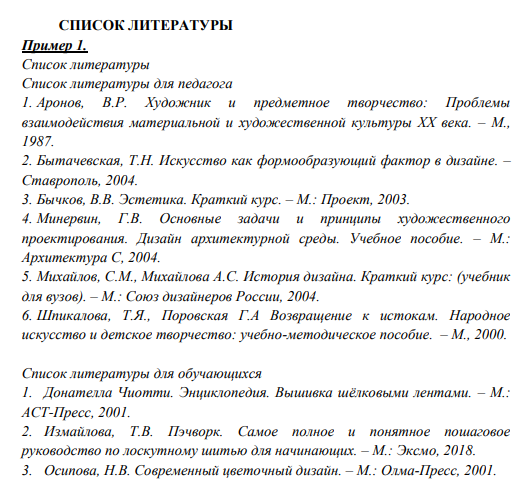 СПИСОК ЛИТЕРАТУРЫ
Пример 1.
Список литературы
Список литературы для педагога
1. Аронов, В.Р. Художник и предметное творчество: Проблемы
взаимодействия материальной и художественной культуры XX века. – М.,
1987.
2. Бытачевская, Т.Н. Искусство как формообразующий фактор в дизайне. –
Ставрополь, 2004.
3. Бычков, В.В. Эстетика. Краткий курс. – М.: Проект, 2003.
4. Минервин, Г.В. Основные задачи и принципы художественного
проектирования. Дизайн архитектурной среды. Учебное пособие. – М.:
Архитектура С, 2004.
5. Михайлов, С.М., Михайлова А.С. История дизайна. Краткий курс: (учебник
для вузов). – М.: Союз дизайнеров России, 2004.
6. Шпикалова, Т.Я., Поровская Г.А Возвращение к истокам. Народное
искусство и детское творчество: учебно-методическое пособие. – М., 2000.
Список литературы для обучающихся
1. Донателла Чиотти. Энциклопедия. Вышивка шёлковыми лентами. – М.:
АСТ-Пресс, 2001.
2. Измайлова, Т.В. Пэчворк. Самое полное и понятное пошаговое
руководство по лоскутному шитью для начинающих. – М.: Эксмо, 2018.
3. Осипова, Н.В. Современный цветочный дизайн. – М.: Олма-Пресс, 2001.